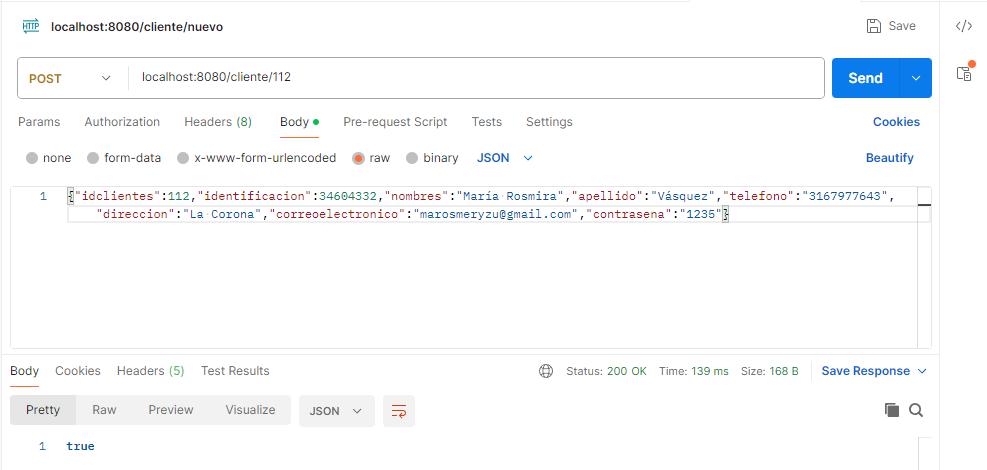 HTTP localhost:8080/cliente/nuevo Save </>
POST localhost:8080/cliente/112 Send
Params Authorization Headers (8) Body Pre-request Script Tests Settings Cookies
none form-data x-www-form-urlencoded raw binary JSON Beautify
1 {"idclientes":112,"identificacion":34604332,"nombres":"María Rosmira","apellido":"Vásquez","telefono":"3167977643",
"direccion":"La Corona","correoelectronico":"marosmeryzu@gmail.com","contrasena":"1235"}
Body Cookies Headers (5) Test Results Status: 200 OK Time: 139 ms Size: 168 B Save Response
Pretty Raw Preview Visualize JSON
1 true